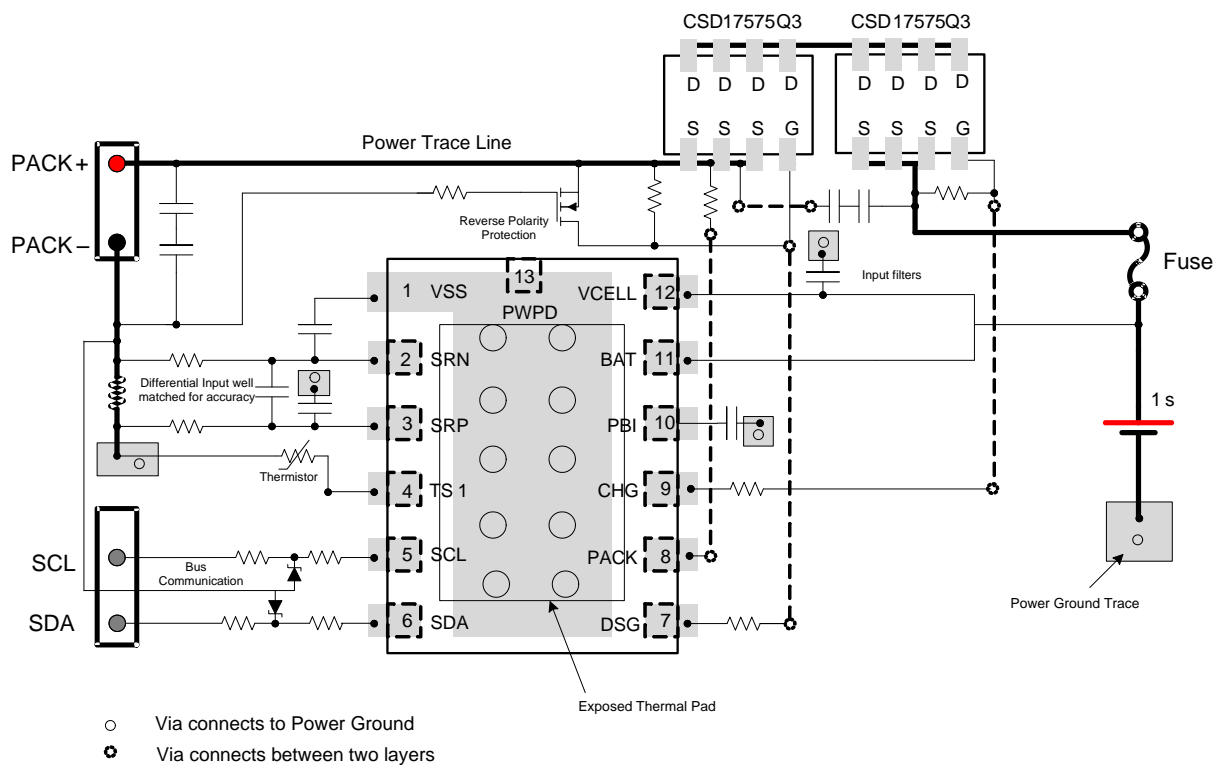 CSD17575Q3 CSD17575Q3
D D D D D D D D
S S S G S S S G
Power Trace Line
PACK+
PACK–
Reverse Polarity
Protection
Input filters
Fuse
13
1 VSS VCELL 12
PWPD
2 SRN BAT 11
Differential Input well
matched for accuracy
3 SRP PBI 10
1 s
Thermistor
4 TS1 CHG 9
SCL
Bus
Communication
5 SCL PACK 8
SDA
6 SDA DSG 7
Power Ground Trace
Exposed Thermal Pad
Via connects to Power Ground
Via connects between two layers